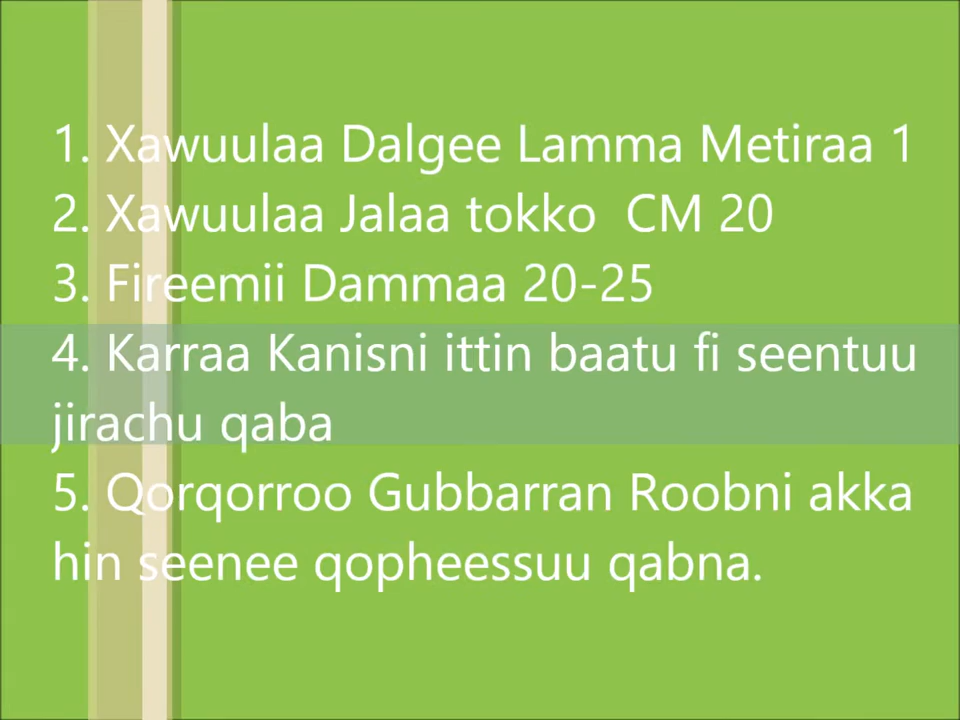 1. Xawuulaa Dalgee Lamma Metiraa 1
2. Xawuulaa Jalaa tokko CM 20
3. Fireemii Dammaa 20-25
4. Karraa Kanisni ittin baatu fi seentuu
jirachu qaba
5. Qorqorroo Gubbarran Roobni akka
hin seenee qopheessuu qabna.